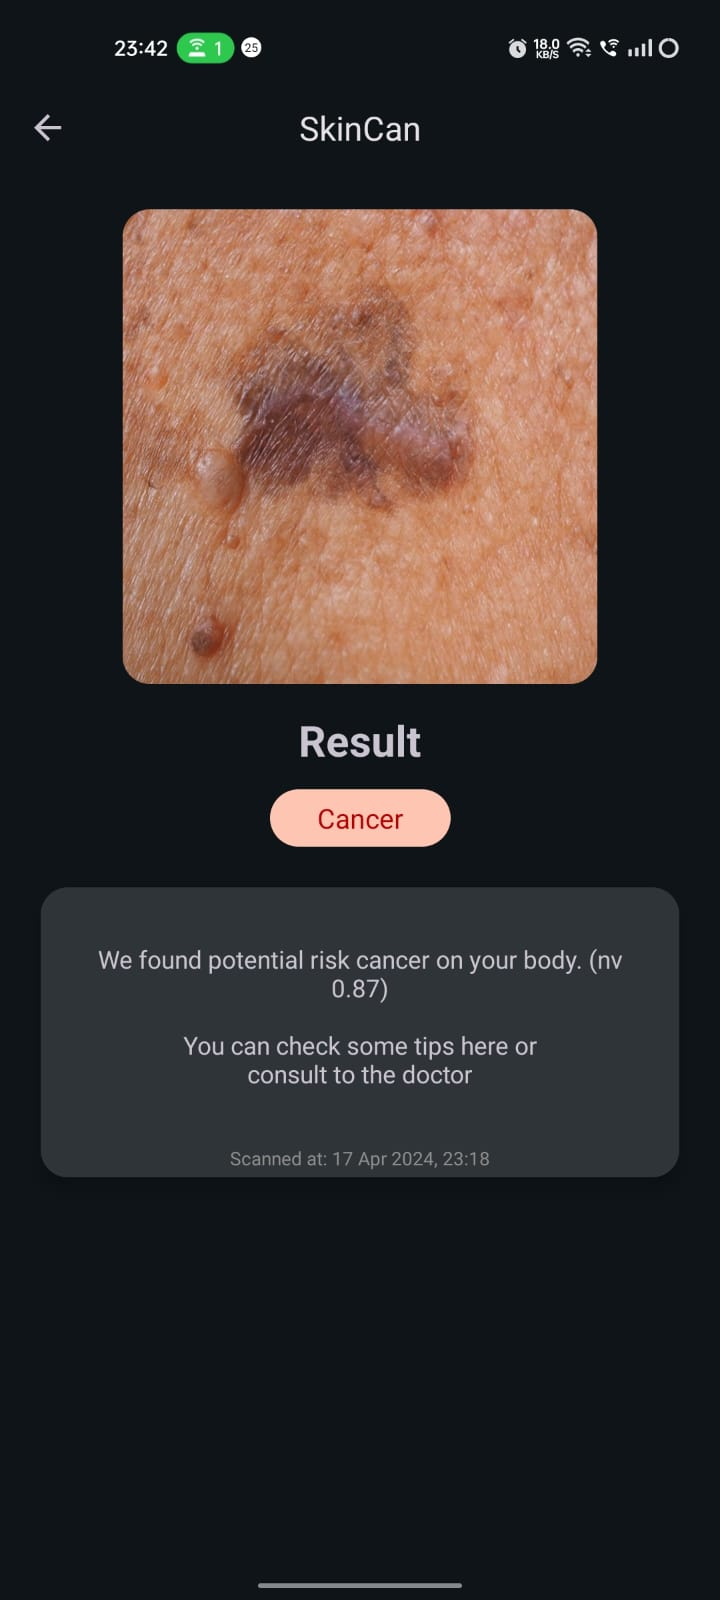 23:42 1 25 18.0 KB/S
SkinCan
Result
Cancer
We found potential risk cancer on your body. (nv
0.87)
You can check some tips here or
consult to the doctor
Scanned at: 17 Apr 2024, 23:18